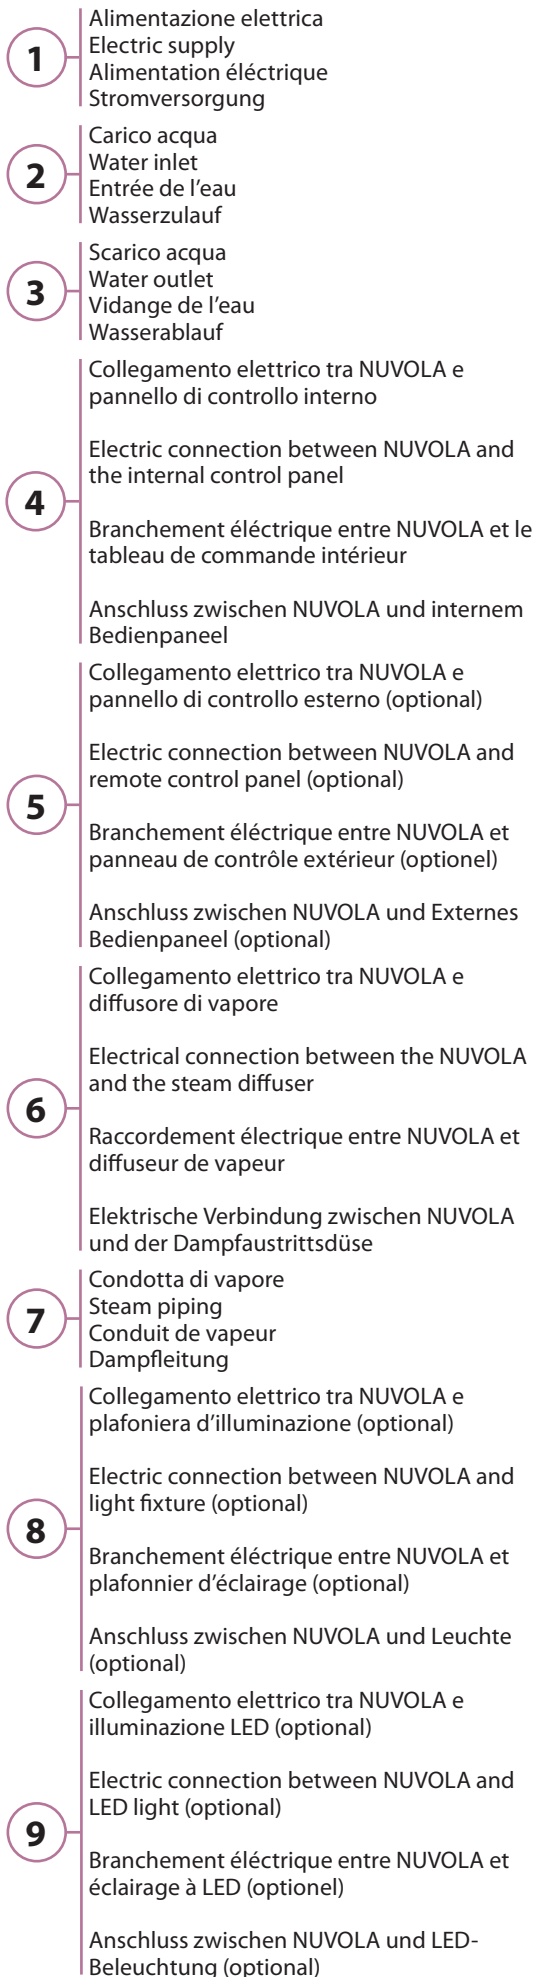 1
Alimentazione elettrica
Electric supply
Alimentation éléctrique
Stromversorgung
2
Carico acqua
Water inlet
Entrée de l'eau
Wasserzulauf
3
Scarico acqua
Water outlet
Vidange de l'eau
Wasserablauf
4
Collegamento elettrico tra NUVOLA e
pannello di controllo interno
Electric connection between NUVOLA and
the internal control panel
Branchement éléctrique entre NUVOLA et le
tableau de commande intérieur
Anschluss zwischen NUVOLA und internem
Bedienpaneel
5
Collegamento elettrico tra NUVOLA e
pannello di controllo esterno (optional)
Electric connection between NUVOLA and
remote control panel (optional)
Branchement éléctrique entre NUVOLA et
panneau de contrôle extérieur (optionel)
Anschluss zwischen NUVOLA und Externes
Bedienpaneel (optional)
6
Collegamento elettrico tra NUVOLA e
diffusore di vapore
Electrical connection between the NUVOLA
and the steam diffuser
Raccordement électrique entre NUVOLA et
diffuseur de vapeur
Elektrische Verbindung zwischen NUVOLA
und der Dampfaustrittsdüse
7
Condotta di vapore
Steam piping
Conduit de vapeur
Dampfleitung
8
Collegamento elettrico tra NUVOLA e
plafoniera d'illuminazione (optional)
Electric connection between NUVOLA and
light fixture (optional)
Branchement éléctrique entre NUVOLA et
plafonnier d'éclairage (optional)
Anschluss zwischen NUVOLA und Leuchte
(optional)
9
Collegamento elettrico tra NUVOLA e
illuminazione LED (optional)
Electric connection between NUVOLA and
LED light (optional)
Branchement éléctrique entre NUVOLA et
éclairage à LED (optionel)
Anschluss zwischen NUVOLA und LED-
Beleuchtung (optional)